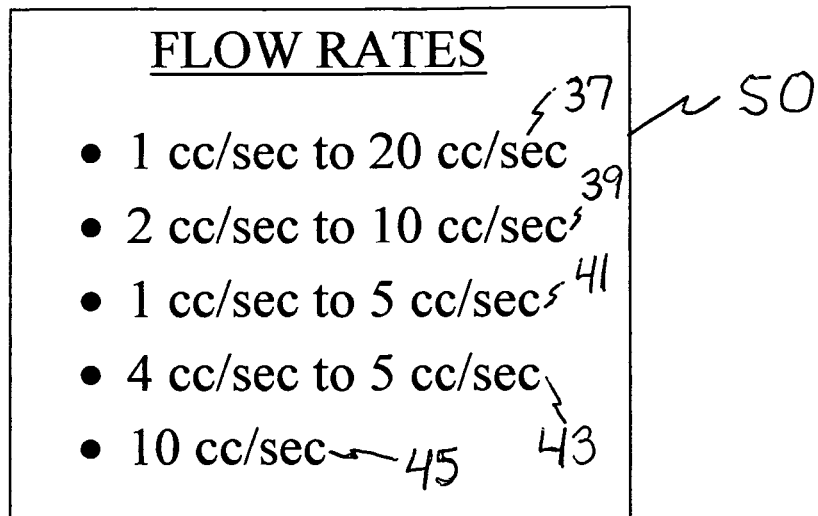 FLOW RATES
37
50
• 1 cc/sec to 20 cc/sec
39
• 2 cc/sec to 10 cc/sec
41
• 1 cc/sec to 5 cc/sec
• 4 cc/sec to 5 cc/sec
43
• 10 cc/sec
45